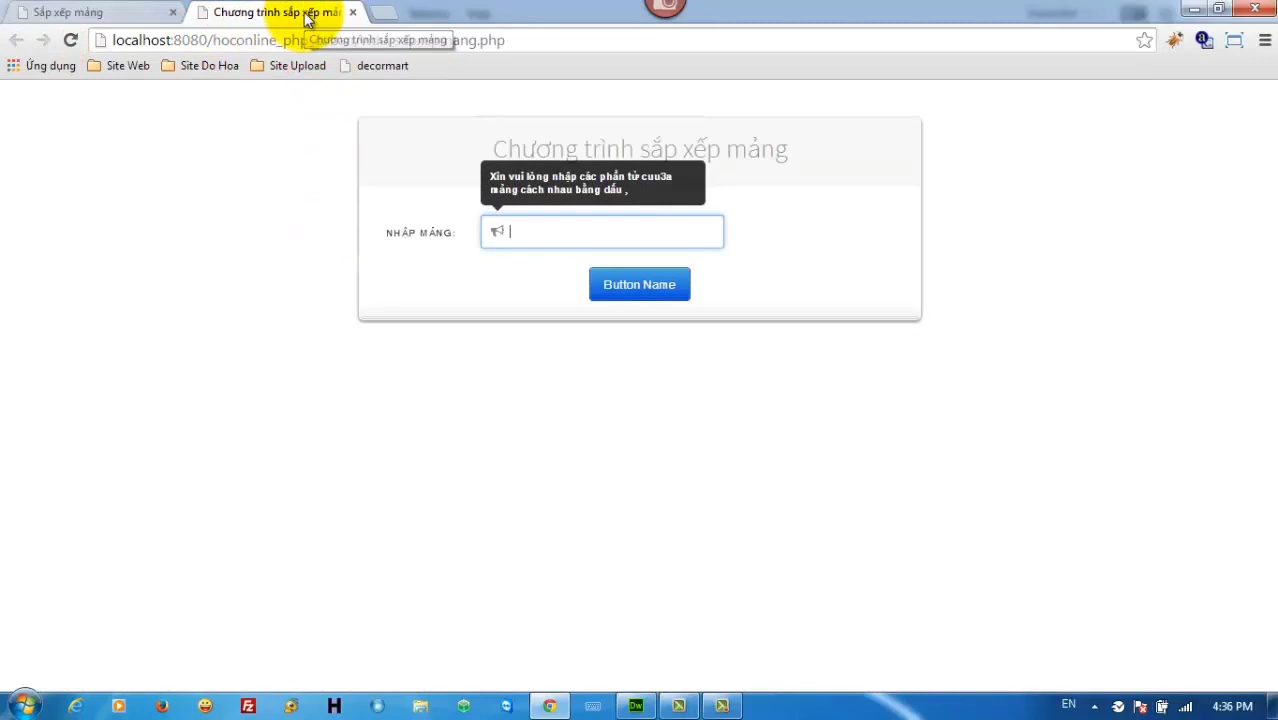 Sắp xếp mảng
Chương trình sắp xếp mảr
localhost:8080/hoconline_php
ang.php
Chương trình sắp xếp mảng
Ứng dụng
Site Web
Site Do Hoa
Site Upload
decormart
Chương trình sắp xếp mảng
Xin vui lòng nhập các phần tử cuu3a
mảng cách nhau bằng dấu ,
NHẬP MẢNG:
Button Name
EN
4:36 PM